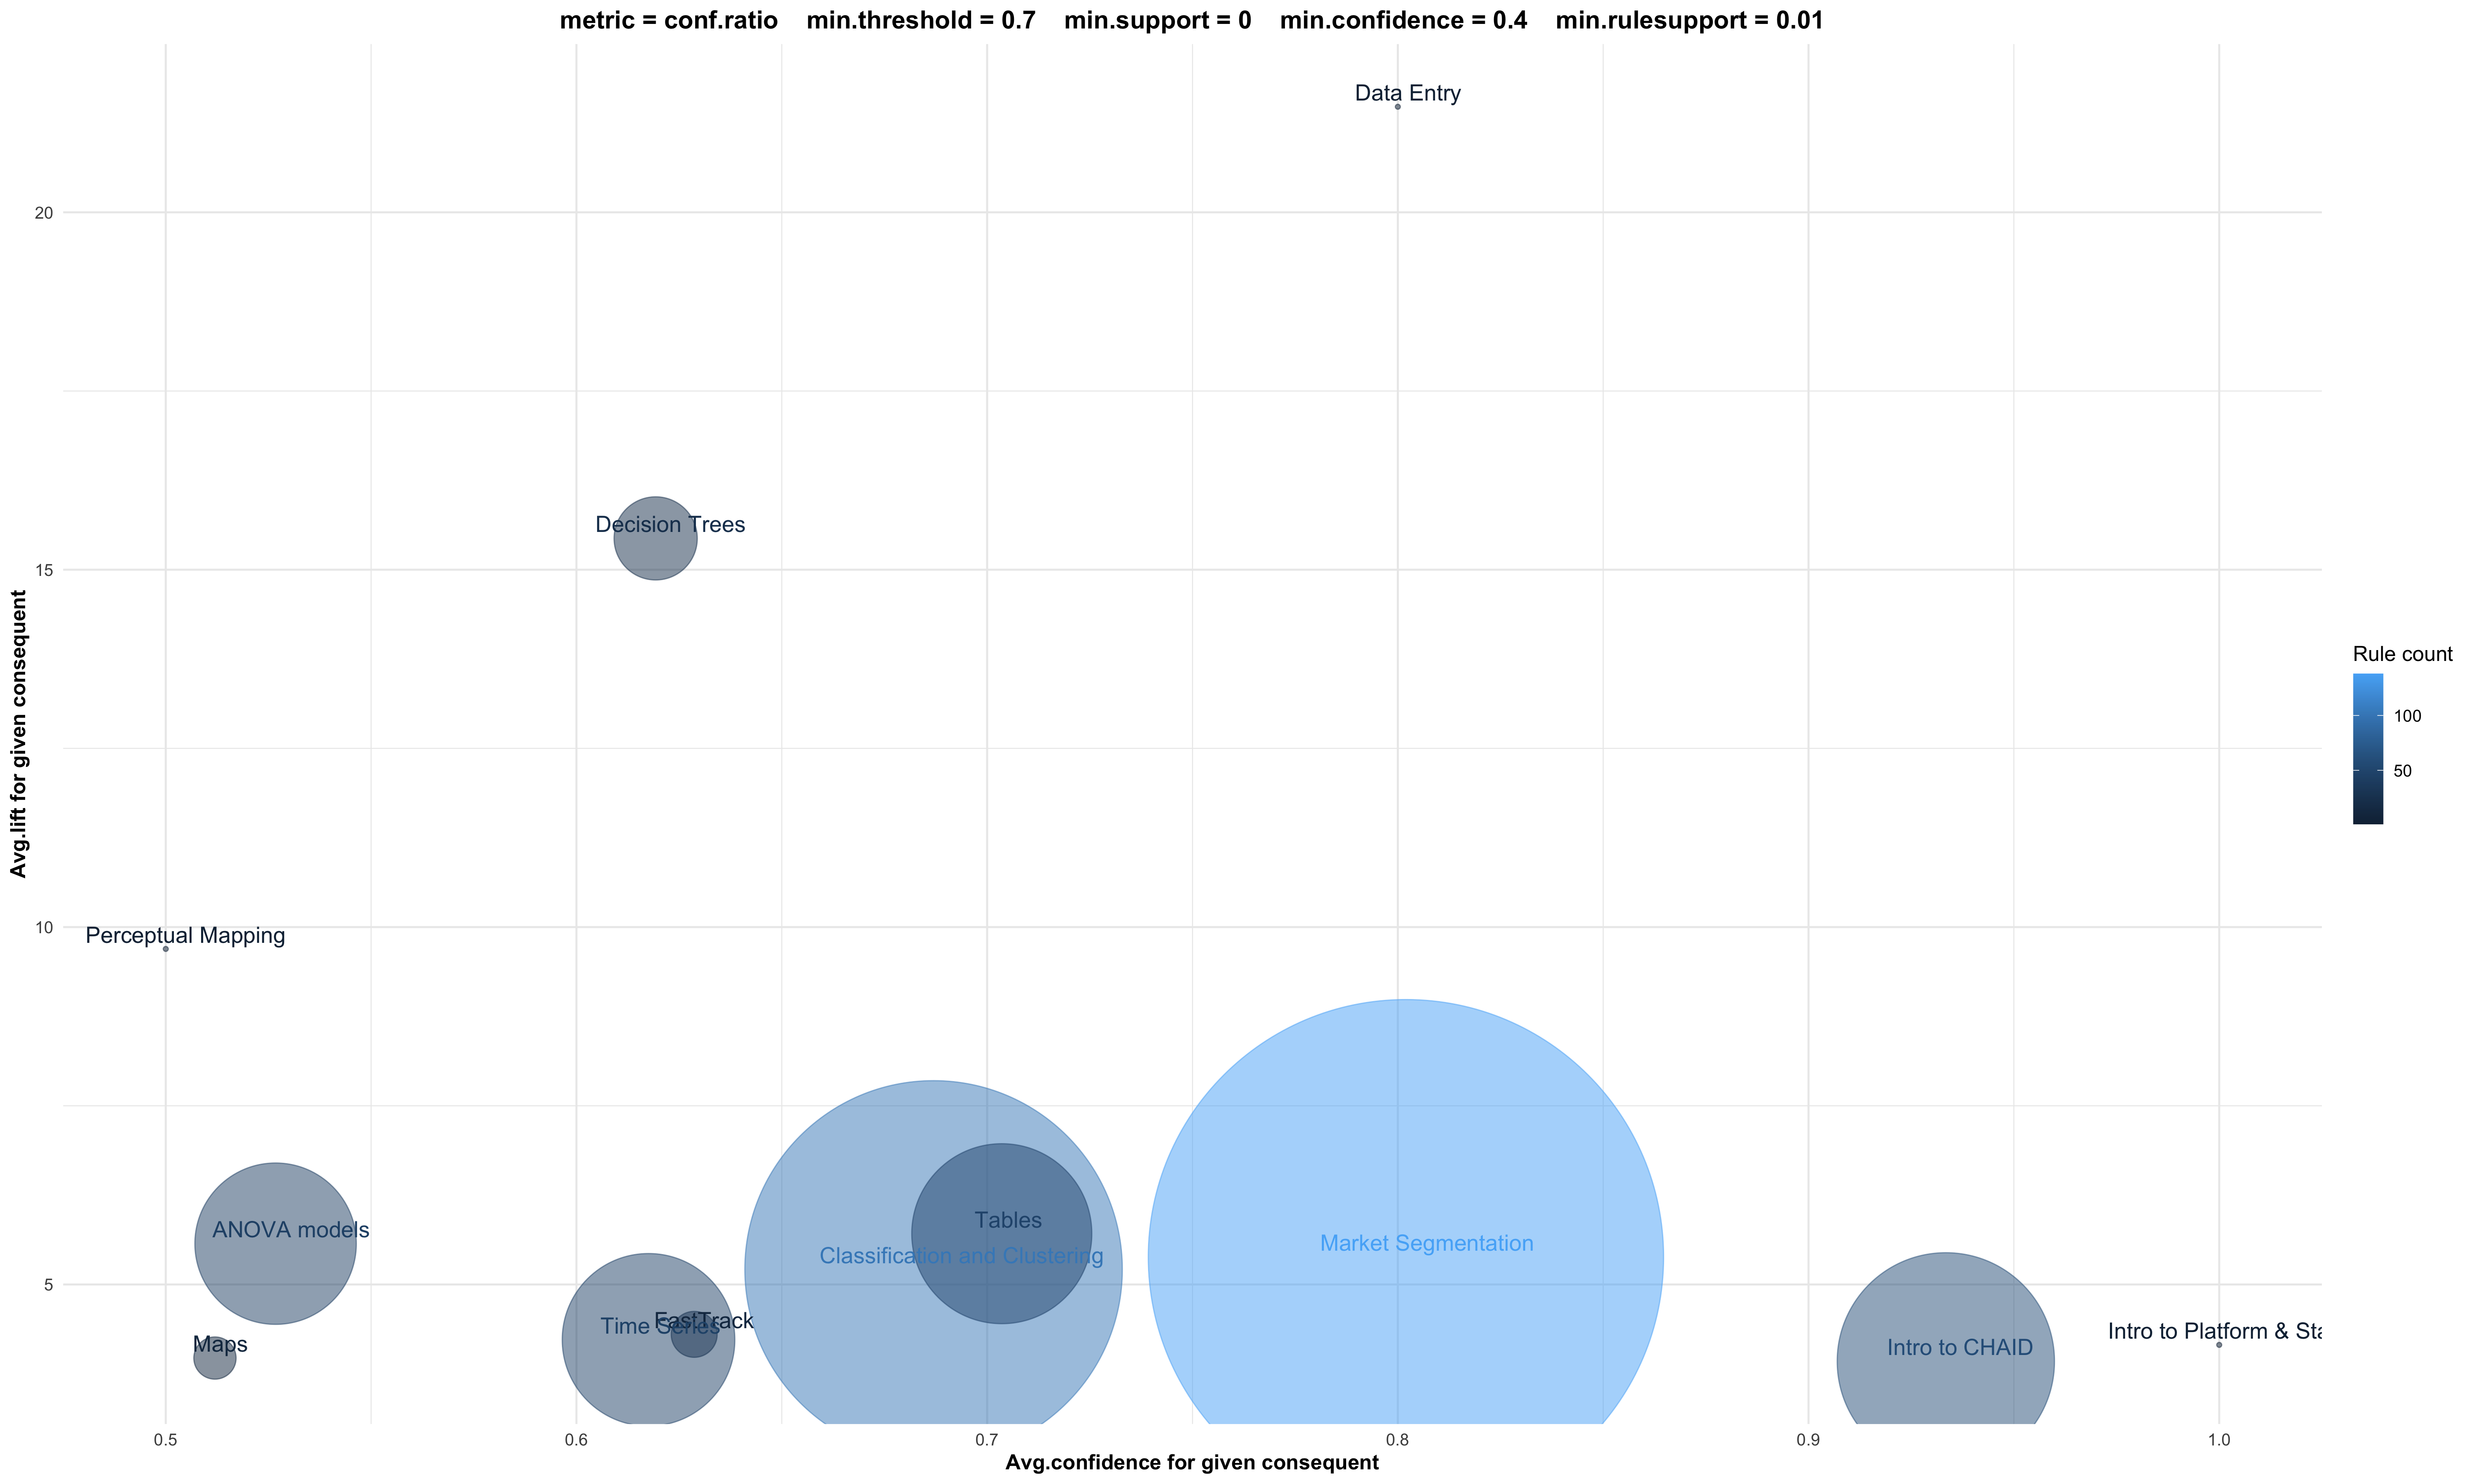 metric = conf.ratio    min.threshold = 0.7    min.support = 0    min.confidence = 0.4    min.rulesupport = 0.01
Data Entry
20
Decision Trees
15
Avg.lift for given consequent
Rule count
100
50
Perceptual Mapping
10
Tables
ANOVA models
Market Segmentation
Classification and Clustering
5
FastTrack
Time Series
Intro to Platform & Sta
Maps
Intro to CHAID
0.5 0.6 0.7 0.8 0.9 1.0
Avg.confidence for given consequent